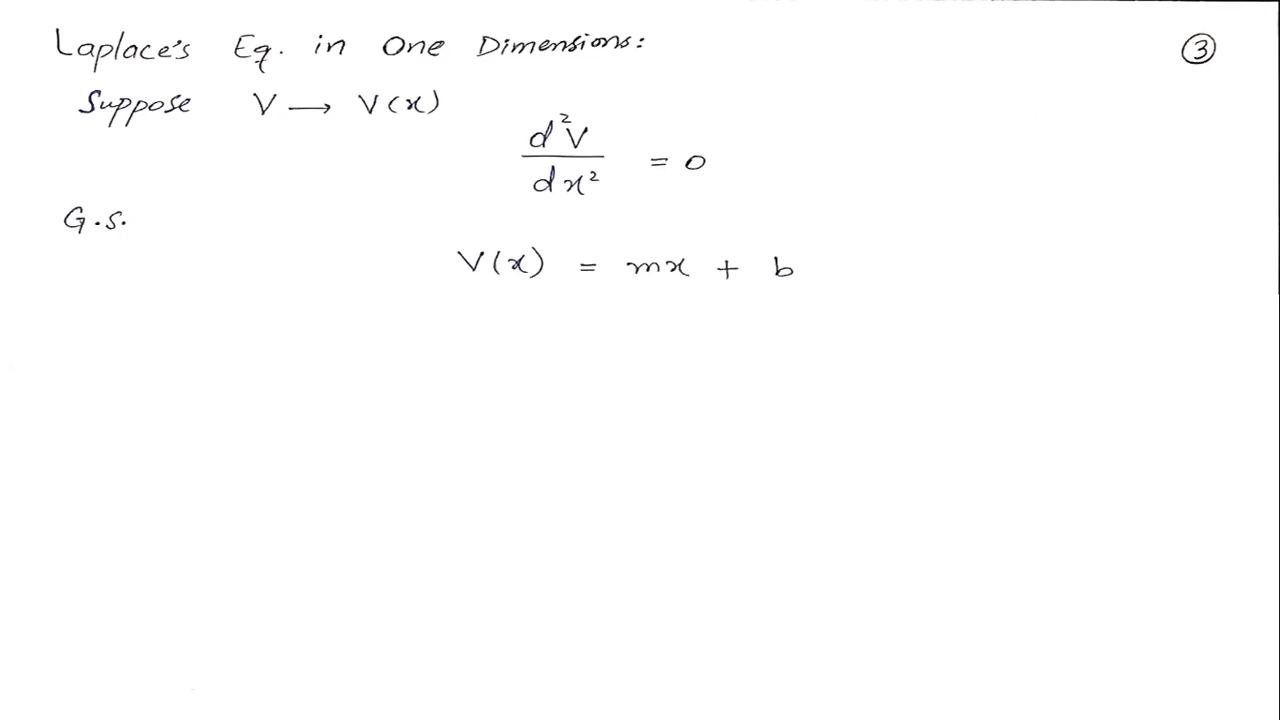 Laplace's Eq. in One Dimensions: ③
Suppose V → V(x)
d²V/dx² = 0
G.S.
V(x) = mx + b